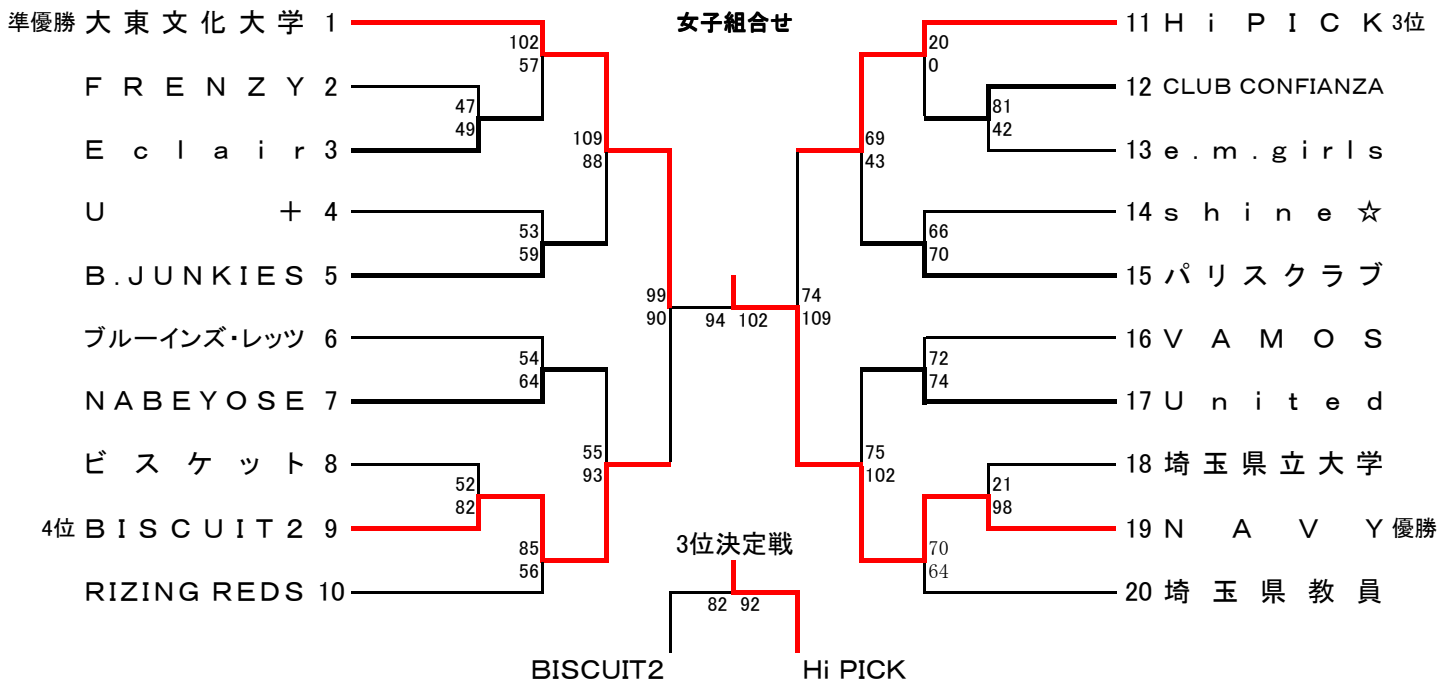 女子組合せ
準優勝 大東文化大学 1
FRENZY 2
Eclair 3
U+ 4
B.JUNKIES 5
ブルーインズ・レッツ 6
NABEYOSE 7
ビスケット 8
4位 BISCUIT2 9
RIZING REDS 10
102
57
47
49
109
88
53
59
99
90
54
64
55
93
52
82
85
56
94 102
11 Hi PICK 3位
12 CLUB CONFIANZA
13 e.m.girls
14 shine☆
15 パリスクラブ
16 VAMOS
17 United
18 埼玉県立大学
19 NAVY 優勝
20 埼玉県教員
20
0
81
42
69
43
66
70
74
109
72
74
75
102
21
98
70
64
3位決定戦
82 92
BISCUIT2 Hi PICK